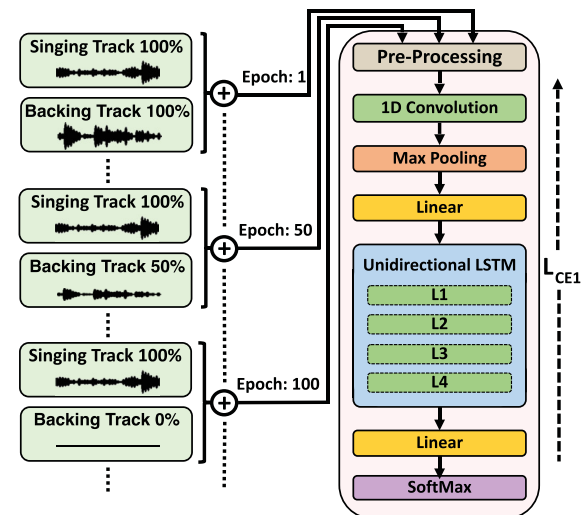 Singing Track 100%
Backing Track 100%
Epoch: 1
Singing Track 100%
Backing Track 50%
Epoch: 50
Singing Track 100%
Backing Track 0%
Epoch: 100
Pre-Processing
1D Convolution
Max Pooling
Linear
Unidirectional LSTM
L1
L2
L3
L4
Linear
SoftMax
LCE1